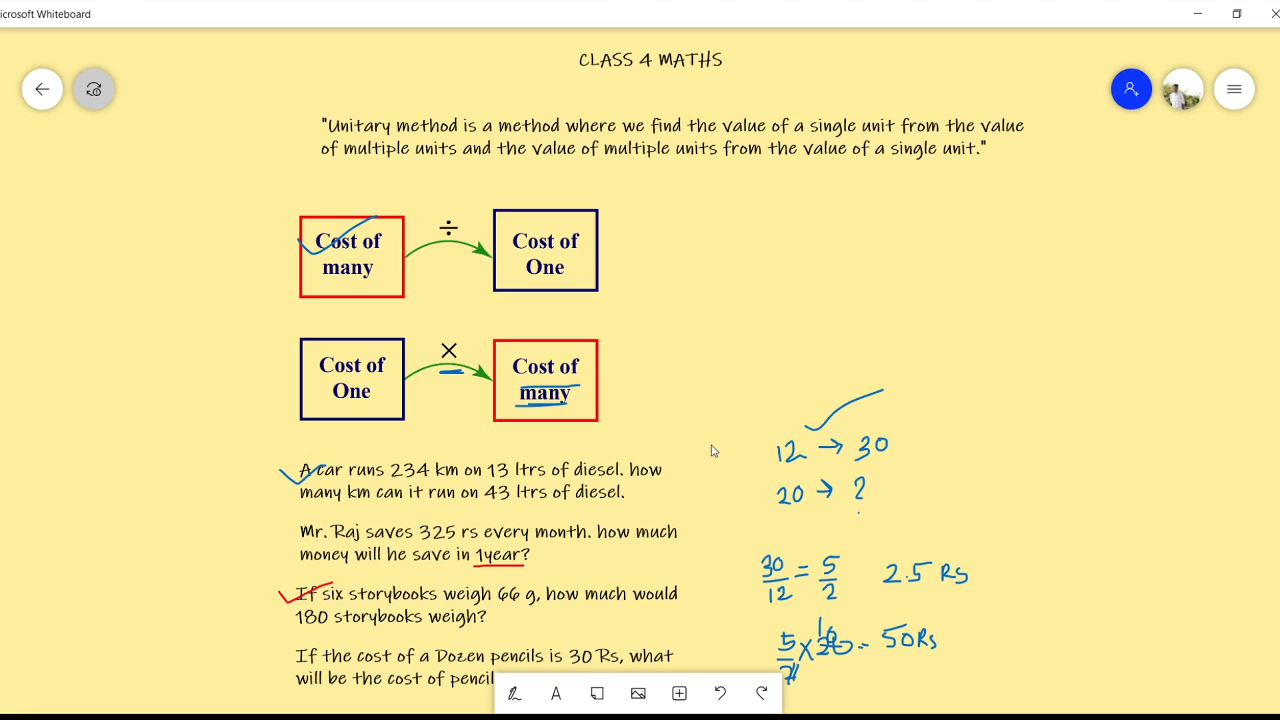 icrosoft Whiteboard
CLASS 4 MATHS
"Unitary method is a method where we find the value of a single unit from the value
of multiple units and the value of multiple units from the value of a single unit."
Cost of
many
÷
Cost of
One
Cost of
One
×
Cost of
many
A car runs 234 km on 13 ltrs of diesel. how
many km can it run on 43 ltrs of diesel.
Mr. Raj saves 325 rs every month. how much
money will he save in 1year?
If six storybooks weigh 66 g, how much would
180 storybooks weigh?
If the cost of a Dozen pencils is 30 Rs, what
will be the cost of pencil
12 → 30
20 → ?
30/12 = 5/2 2.5 Rs
5/2 × 20 = 50 Rs
10
A